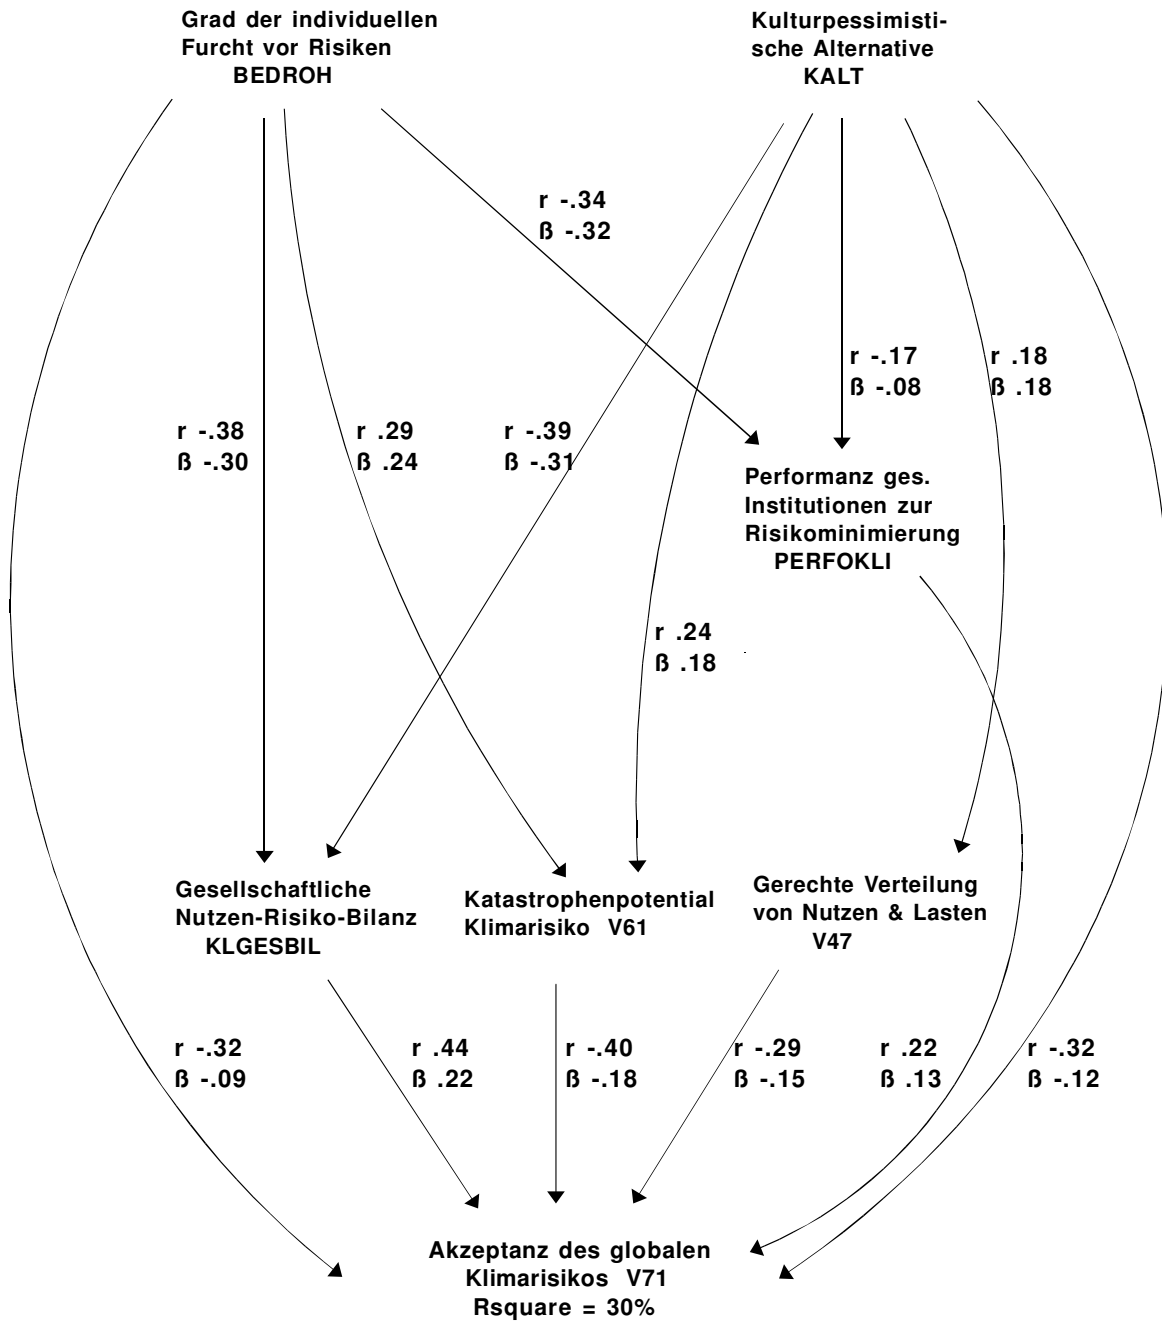 Grad der individuellen
Furcht vor Risiken
BEDROH
Kulturpessimisti-
sche Alternative
KALT
r -.34
ß -.32
r -.17
ß -.08
r .18
ß .18
r -.38
ß -.30
r .29
ß .24
r -.39
ß -.31
Performanz ges.
Institutionen zur
Risikominimierung
PERFOKLI
r .24
ß .18
Gesellschaftliche
Nutzen-Risiko-Bilanz
KLGESBIL
Katastrophenpotential
Klimarisiko V61
Gerechte Verteilung
von Nutzen & Lasten
V47
r -.32
ß -.09
r .44
ß .22
r -.40
ß -.18
r -.29
ß -.15
r .22
ß .13
r -.32
ß -.12
Akzeptanz des globalen
Klimarisikos V71
Rsquare = 30%